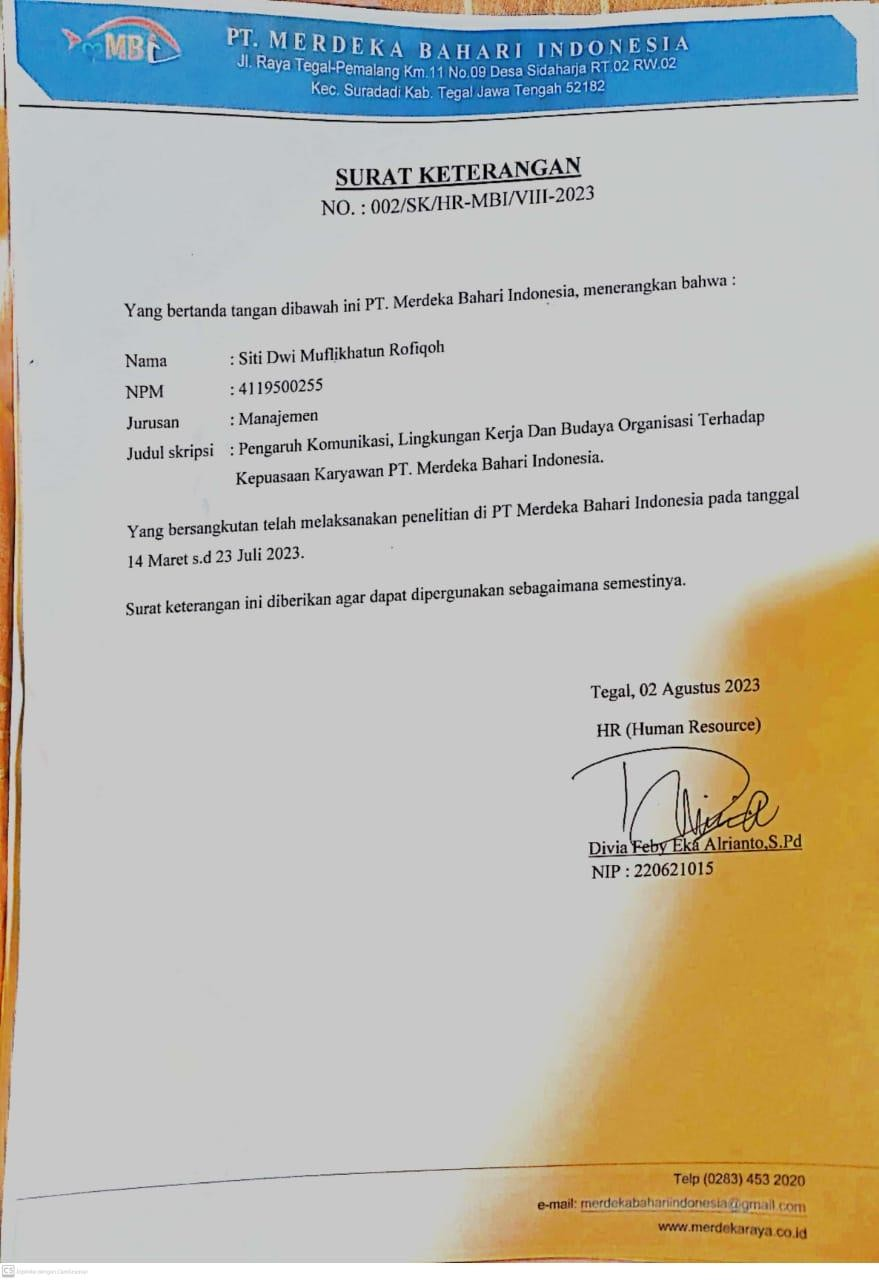 MBI
PT. MERDEKA BAHARI INDONESIA
Jl. Raya Tegal-Pemalang Km.11 No.09 Desa Sidaharja RT.02 RW.02
Kec. Suradadi Kab. Tegal Jawa Tengah 52182
SURAT KETERANGAN
NO. : 002/SK/HR-MBI/VIII-2023
Yang bertanda tangan dibawah ini PT. Merdeka Bahari Indonesia, menerangkan bahwa :
Nama : Siti Dwi Muflikhatun Rofiqoh
NPM : 4119500255
Jurusan : Manajemen
Judul skripsi : Pengaruh Komunikasi, Lingkungan Kerja Dan Budaya Organisasi Terhadap
Kepuasaan Karyawan PT. Merdeka Bahari Indonesia.
Yang bersangkutan telah melaksanakan penelitian di PT Merdeka Bahari Indonesia pada tanggal
14 Maret s.d 23 Juli 2023.
Surat keterangan ini diberikan agar dapat dipergunakan sebagaimana semestinya.
Tegal, 02 Agustus 2023
HR (Human Resource)
Divia Feby Eka Alrianto,S.Pd
NIP : 220621015
Telp (0283) 453 2020
e-mail: merdekabahariindonesia@gmail.com
www.merdekaraya.co.id
CS Dipindai dengan CamScanner